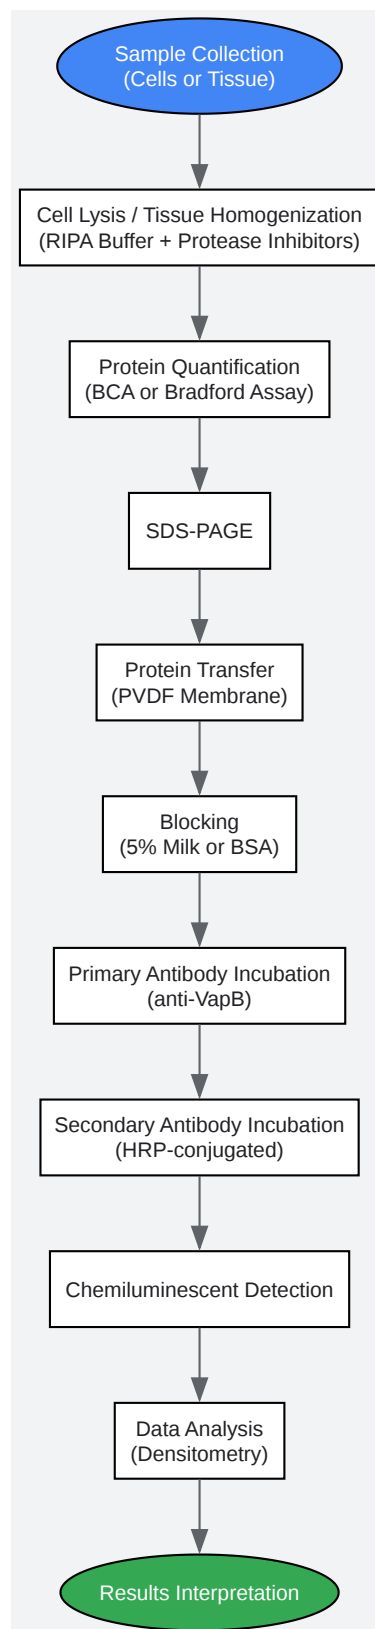 Sample Collection
(Cells or Tissue)
Cell Lysis / Tissue Homogenization
(RIPA Buffer + Protease Inhibitors)
Protein Quantification
(BCA or Bradford Assay)
SDS-PAGE
Protein Transfer
(PVDF Membrane)
Blocking
(5% Milk or BSA)
Primary Antibody Incubation
(anti-VapB)
Secondary Antibody Incubation
(HRP-conjugated)
Chemiluminescent Detection
Data Analysis
(Densitometry)
Results Interpretation